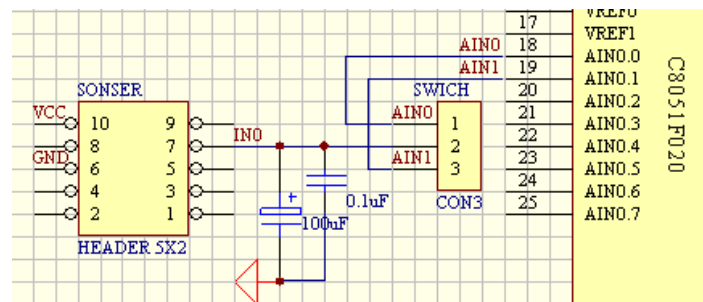 SONSER
VCC
GND
10 9
8 7
6 5
4 3
2 1
HEADER 5X2
IN0
+
100uF
0.1uF
SWICH
AIN0
AIN1
1
2
3
CON3
AIN0
AIN1
17
18
19
20
21
22
23
24
25
VREF0
VREF1
AIN0.0
AIN0.1
AIN0.2
AIN0.3
AIN0.4
AIN0.5
AIN0.6
AIN0.7
C8051F020